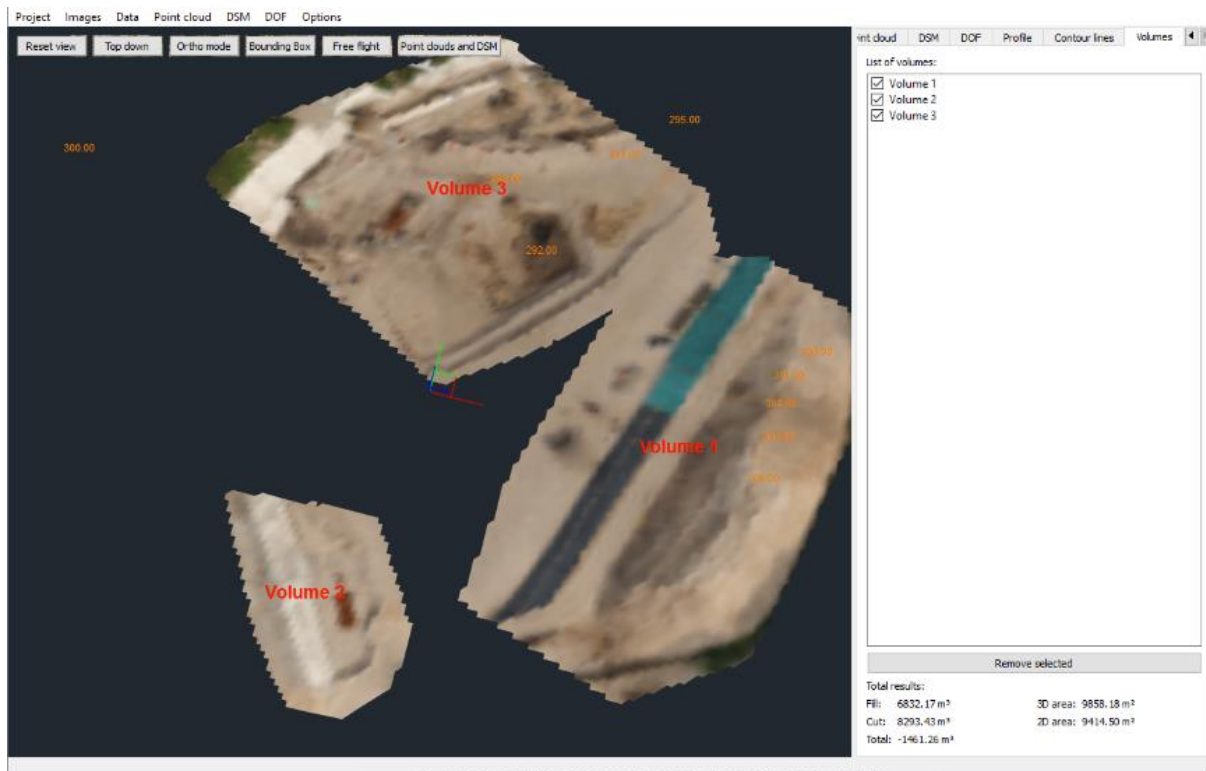 Project Images Data Point cloud DSM DOF Options
Reset view Top down Ortho mode Bounding Box Free flight Point clouds and DSM
int cloud DSM DOF Profile Contour lines Volumes
List of volumes:
Volume 1
Volume 2
Volume 3
295.00
300.00
Volume 3
292.00
Volume 1
Volume 2
Remove selected
Total results:
Fill: 6832.17 m³ 3D area: 9858.18 m²
Cut: 8293.43 m³ 2D area: 9414.50 m²
Total: -1461.26 m³